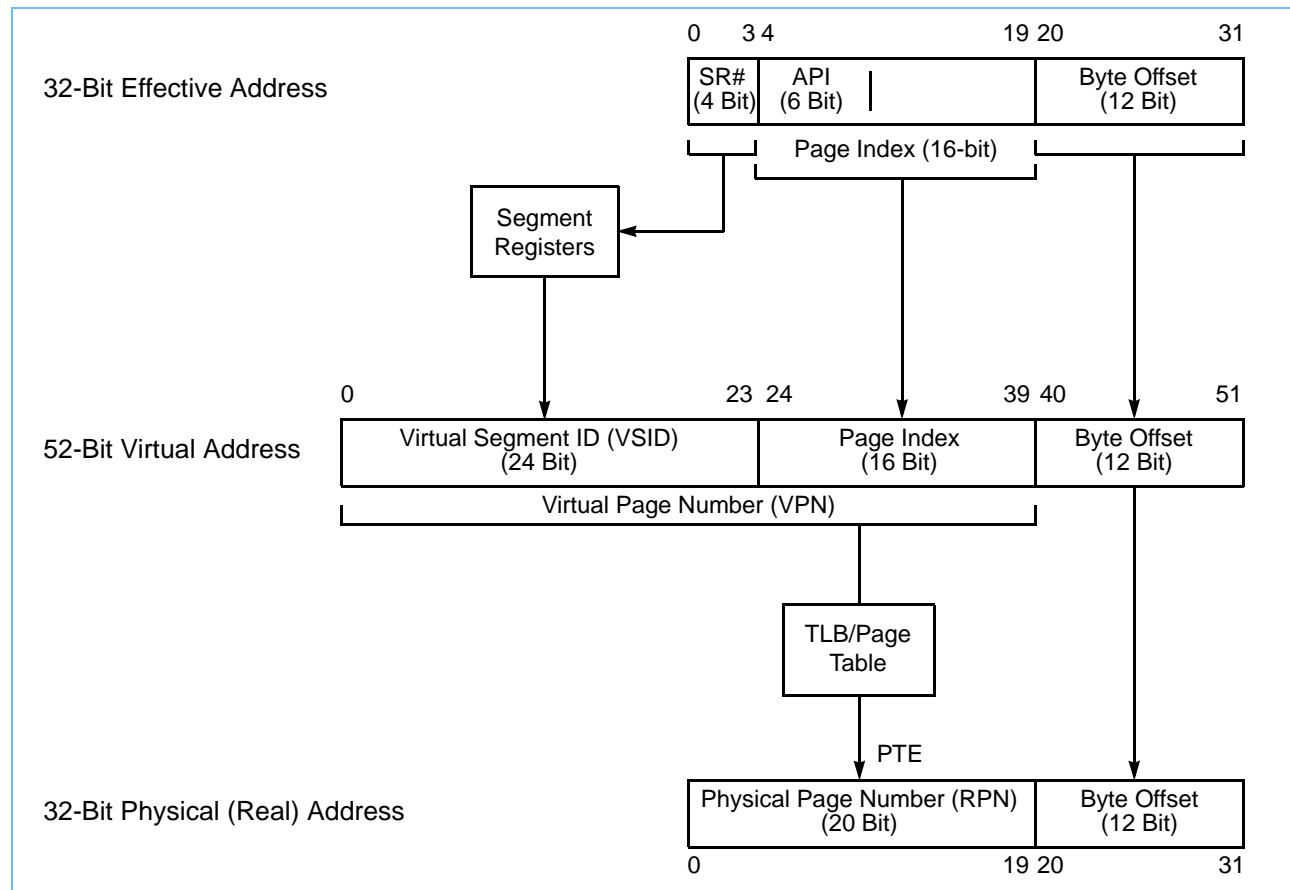 0 3 4 19 20 31
32-Bit Effective Address
SR# API Byte Offset
(4 Bit) (6 Bit) (12 Bit)
Page Index (16-bit)
Segment
Registers
0 23 24 39 40 51
52-Bit Virtual Address
Virtual Segment ID (VSID) Page Index Byte Offset
(24 Bit) (16 Bit) (12 Bit)
Virtual Page Number (VPN)
TLB/Page
Table
PTE
32-Bit Physical (Real) Address
Physical Page Number (RPN) Byte Offset
(20 Bit) (12 Bit)
0 19 20 31